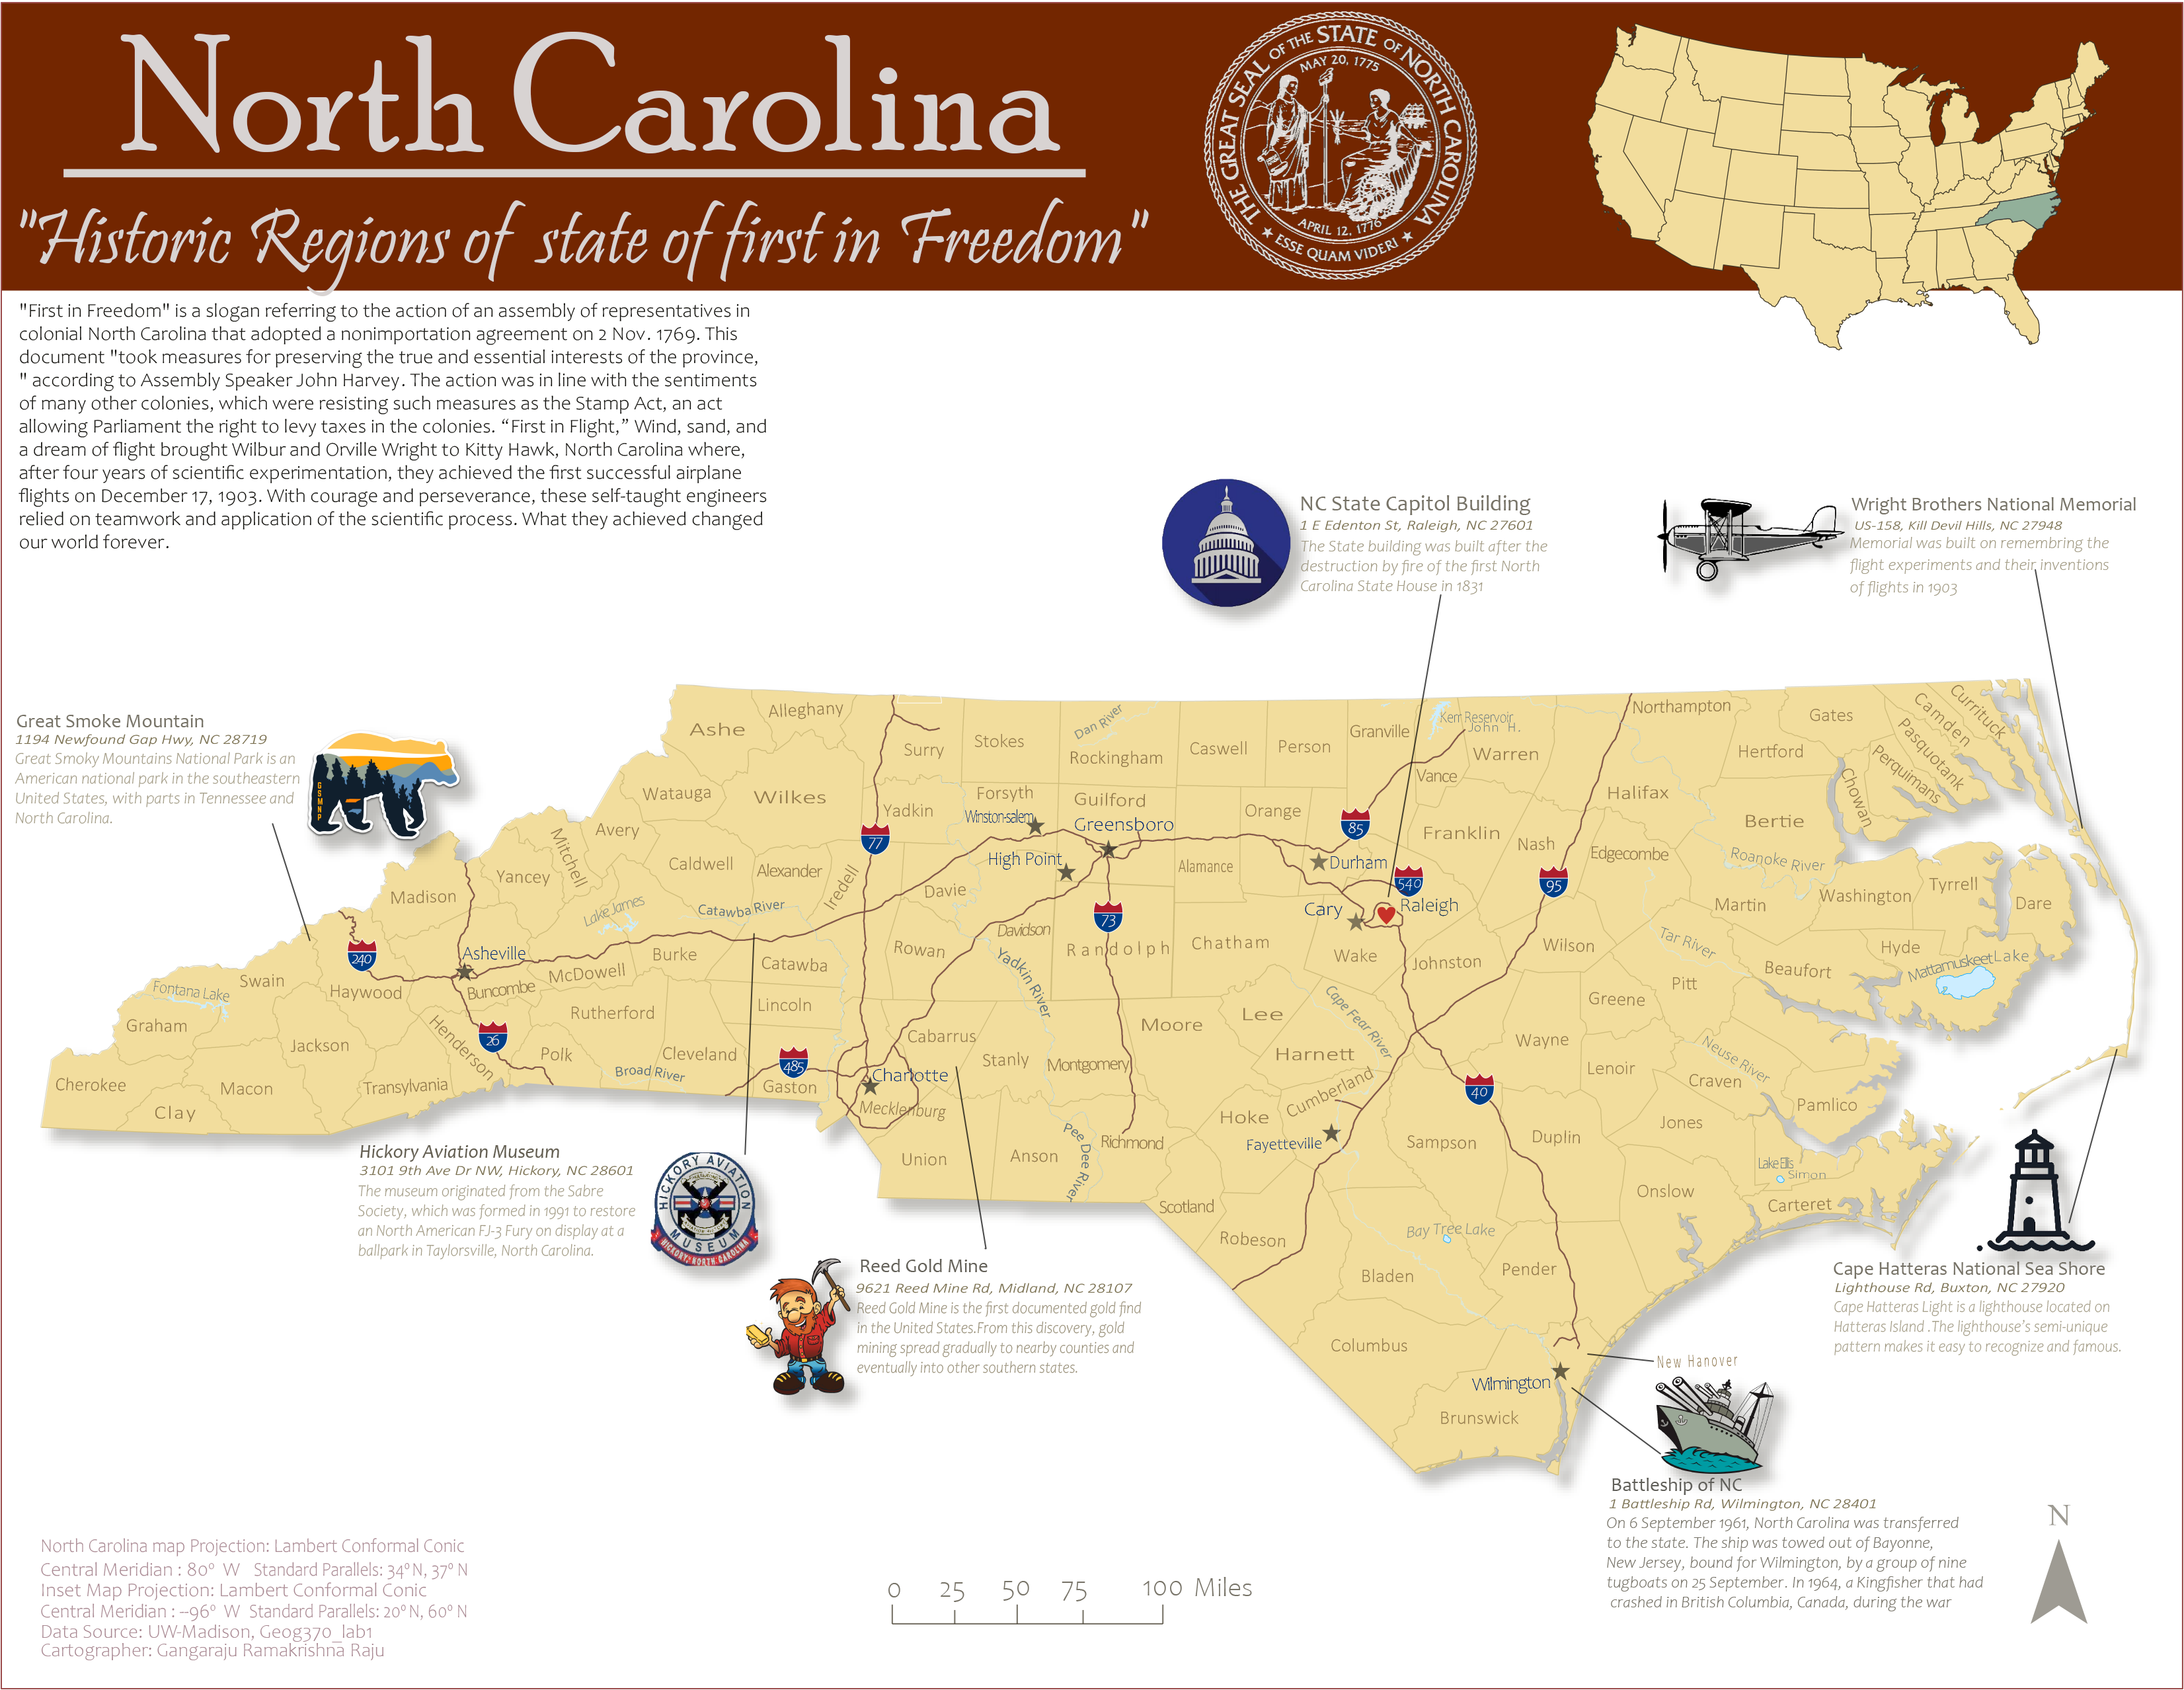 North Carolina
"Historic Regions of state of first in Freedom"
THE GREAT SEAL OF THE STATE OF NORTH CAROLINA
MAY 20, 1775
APRIL 12, 1776
★ ESSE QUAM VIDERI ★
"First in Freedom" is a slogan referring to the action of an assembly of representatives in
colonial North Carolina that adopted a nonimportation agreement on 2 Nov. 1769. This
document "took measures for preserving the true and essential interests of the province,
" according to Assembly Speaker John Harvey. The action was in line with the sentiments
of many other colonies, which were resisting such measures as the Stamp Act, an act
allowing Parliament the right to levy taxes in the colonies. “First in Flight,” Wind, sand, and
a dream of flight brought Wilbur and Orville Wright to Kitty Hawk, North Carolina where,
after four years of scientific experimentation, they achieved the first successful airplane
flights on December 17, 1903. With courage and perseverance, these self-taught engineers
relied on teamwork and application of the scientific process. What they achieved changed
our world forever.
NC State Capitol Building
1 E Edenton St, Raleigh, NC 27601
The State building was built after the
destruction by fire of the first North
Carolina State House in 1831
Wright Brothers National Memorial
US-158, Kill Devil Hills, NC 27948
Memorial was built on remembring the
flight experiments and their inventions
of flights in 1903
Great Smoke Mountain
1194 Newfound Gap Hwy, NC 28719
Great Smoky Mountains National Park is an
American national park in the southeastern
United States, with parts in Tennessee and
North Carolina.
GSMNP
Ashe
Alleghany
Surry
Stokes
Dan River
Rockingham
Caswell
Person
Granville
Kerr Reservoir
John H.
Warren
Vance
Northampton
Gates
Camden
Currituck
Pasquotank
Perquimans
Hertford
Chowan
Watauga
Wilkes
Yadkin
Forsyth
Winston-salem
Guilford
Greensboro
Orange
85
Franklin
Halifax
Bertie
Avery
Mitchell
77
High Point
Alamance
Durham
Nash
Edgecombe
Roanoke River
Caldwell
Alexander
Iredell
Davie
540
95
Washington
Tyrrell
Dare
Madison
Yancey
Lake James
Catawba River
73
Cary
Raleigh
Martin
Davidson
Rowan
Randolph
Chatham
Wake
Johnston
Wilson
Tar River
Hyde
Mattamuskeet Lake
Beaufort
Pitt
240
Asheville
McDowell
Burke
Catawba
Yadkin River
Swain
Fontana Lake
Haywood
Buncombe
Lincoln
Rutherford
Greene
Graham
Jackson
Henderson
26
Polk
Cleveland
Broad River
485
Gaston
Charlotte
Mecklenburg
Cabarrus
Stanly
Montgomery
Moore
Lee
Cape Fear River
Harnett
Cumberland
Wayne
Lenoir
Neuse River
Craven
Pamlico
Cherokee
Clay
Macon
Transylvania
Hoke
Fayetteville
40
Sampson
Duplin
Jones
Union
Anson
Pee Dee River
Richmond
Scotland
Robeson
Bay Tree Lake
Onslow
Lake Ellis
Simon
Carteret
Bladen
Pender
Columbus
New Hanover
Wilmington
Brunswick
Hickory Aviation Museum
3101 9th Ave Dr NW, Hickory, NC 28601
The museum originated from the Sabre
Society, which was formed in 1991 to restore
an North American FJ-3 Fury on display at a
ballpark in Taylorsville, North Carolina.
HICKORY AVIATION
MUSEUM
HICKORY-NORTH CAROLINA
Reed Gold Mine
9621 Reed Mine Rd, Midland, NC 28107
Reed Gold Mine is the first documented gold find
in the United States.From this discovery, gold
mining spread gradually to nearby counties and
eventually into other southern states.
Cape Hatteras National Sea Shore
Lighthouse Rd, Buxton, NC 27920
Cape Hatteras Light is a lighthouse located on
Hatteras Island .The lighthouse's semi-unique
pattern makes it easy to recognize and famous.
Battleship of NC
1 Battleship Rd, Wilmington, NC 28401
On 6 September 1961, North Carolina was transferred
to the state. The ship was towed out of Bayonne,
New Jersey, bound for Wilmington, by a group of nine
tugboats on 25 September. In 1964, a Kingfisher that had
crashed in British Columbia, Canada, during the war
N
0 25 50 75 100 Miles
North Carolina map Projection: Lambert Conformal Conic
Central Meridian : 80⁰ W Standard Parallels: 34⁰ N, 37⁰ N
Inset Map Projection: Lambert Conformal Conic
Central Meridian : --96⁰ W Standard Parallels: 20⁰ N, 60⁰ N
Data Source: UW-Madison, Geog370_lab1
Cartographer: Gangaraju Ramakrishna Raju